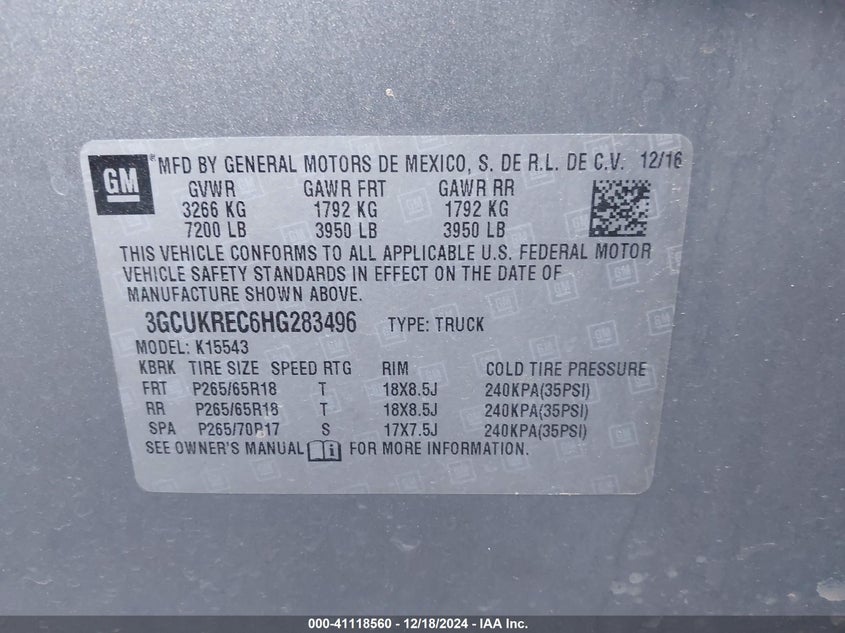 GM ® MFD BY GENERAL MOTORS DE MEXICO, S. DE R.L. DE C.V. 12/16
GVWR GAWR FRT GAWR RR
3266 KG 1792 KG 1792 KG
7200 LB 3950 LB 3950 LB
THIS VEHICLE CONFORMS TO ALL APPLICABLE U.S. FEDERAL MOTOR
VEHICLE SAFETY STANDARDS IN EFFECT ON THE DATE OF
MANUFACTURE SHOWN ABOVE.
3GCUKREC6HG283496 TYPE: TRUCK
MODEL: K15543
KBRK TIRE SIZE SPEED RTG RIM COLD TIRE PRESSURE
FRT P265/65R18 T 18X8.5J 240KPA(35PSI)
RR P265/65R18 T 18X8.5J 240KPA(35PSI)
SPA P265/70R17 S 17X7.5J 240KPA(35PSI)
SEE OWNER'S MANUAL i FOR MORE INFORMATION.
000-41118560 - 12/18/2024 - IAA Inc.